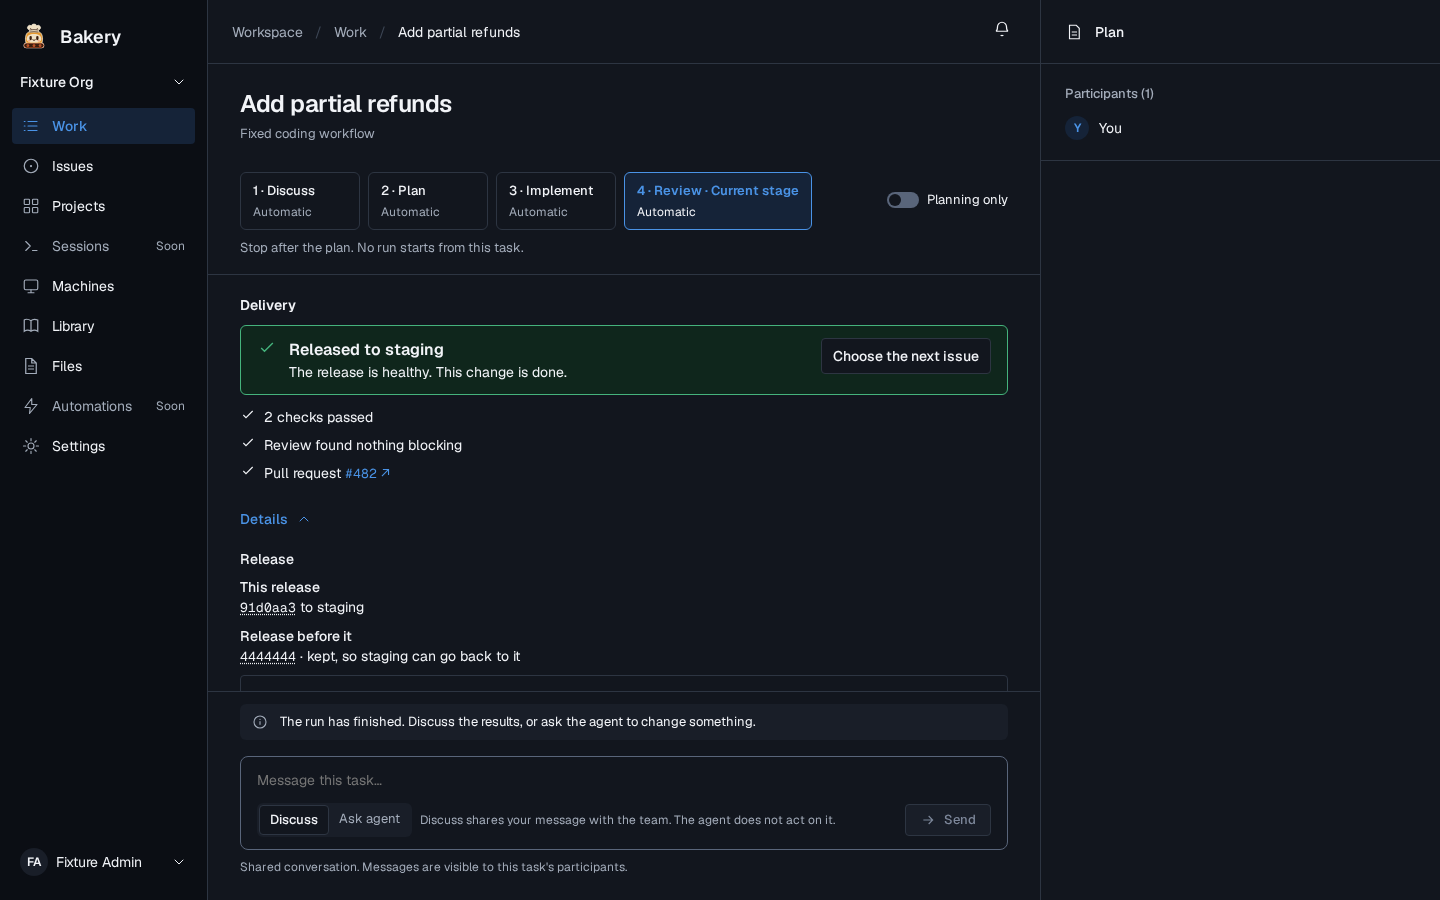 Bakery
Fixture Org
Work
Issues
Projects
Sessions Soon
Machines
Library
Files
Automations Soon
Settings
FA Fixture Admin
Workspace / Work / Add partial refunds
Add partial refunds
Fixed coding workflow
1 · Discuss
Automatic
2 · Plan
Automatic
3 · Implement
Automatic
4 · Review · Current stage
Automatic
Planning only
Stop after the plan. No run starts from this task.
Delivery
Released to staging
The release is healthy. This change is done.
Choose the next issue
2 checks passed
Review found nothing blocking
Pull request #482 ↗
Details
Release
This release
91d0aa3 to staging
Release before it
4444444 · kept, so staging can go back to it
The run has finished. Discuss the results, or ask the agent to change something.
Message this task...
Discuss Ask agent Discuss shares your message with the team. The agent does not act on it.
Send
Shared conversation. Messages are visible to this task's participants.
Plan
Participants (1)
Y You